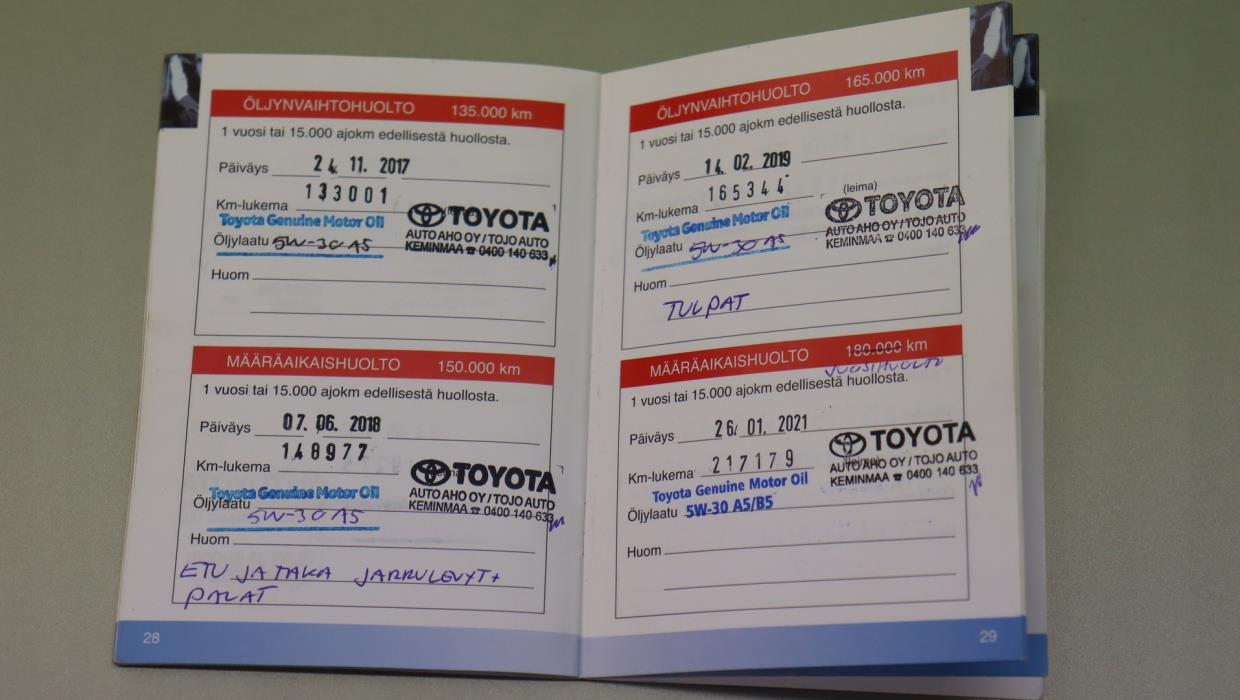 ÖLJYNVAIHTOHUOLTO 135.000 km
1 vuosi tai 15.000 ajokm edellisestä huollosta.
Päiväys 24. 11. 2017
Km-lukema 133001
Toyota Genuine Motor Oil
Öljylaatu 5W-30 A5
TOYOTA
AUTO AHO OY / TOJO AUTO
KEMINMAA ☎ 0400 140 633
Huom
MÄÄRÄAIKAISHUOLTO 150.000 km
1 vuosi tai 15.000 ajokm edellisestä huollosta.
Päiväys 07. 06. 2018
Km-lukema 148977
Toyota Genuine Motor Oil
Öljylaatu 5W-30 A5
TOYOTA
AUTO AHO OY / TOJO AUTO
KEMINMAA ☎ 0400 140 633
Huom
ETU JA TAKA JARRULEVYT +
PALAT
28
ÖLJYNVAIHTOHUOLTO 165.000 km
1 vuosi tai 15.000 ajokm edellisestä huollosta.
Päiväys 14. 02. 2019
Km-lukema 165344
(leima)
Toyota Genuine Motor Oil
Öljylaatu 5W-30 A5
TOYOTA
AUTO AHO OY / TOJO AUTO
KEMINMAA ☎ 0400 140 633
Huom
TULPAT
MÄÄRÄAIKAISHUOLTO 180.000 km
VUOSIHUOLTO
1 vuosi tai 15.000 ajokm edellisestä huollosta.
Päiväys 26. 01. 2021
Km-lukema 217179
Toyota Genuine Motor Oil
Öljylaatu 5W-30 A5/B5
TOYOTA
(leima)
AUTO AHO OY / TOJO AUTO
KEMINMAA ☎ 0400 140 633
Huom
29